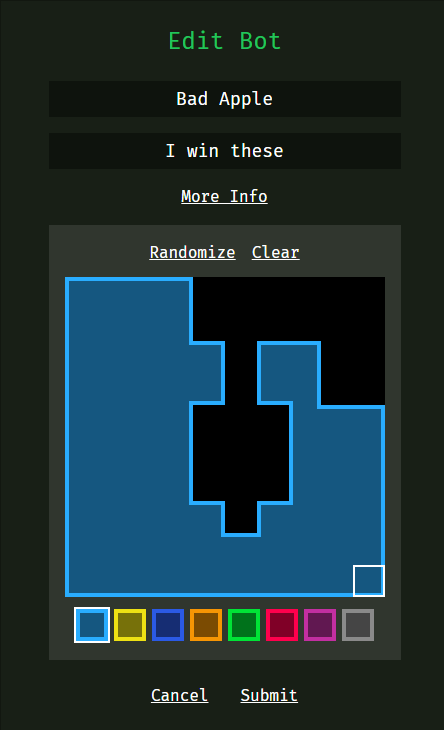 Edit Bot
Bad Apple
I win these
More Info
Randomize Clear
Cancel Submit